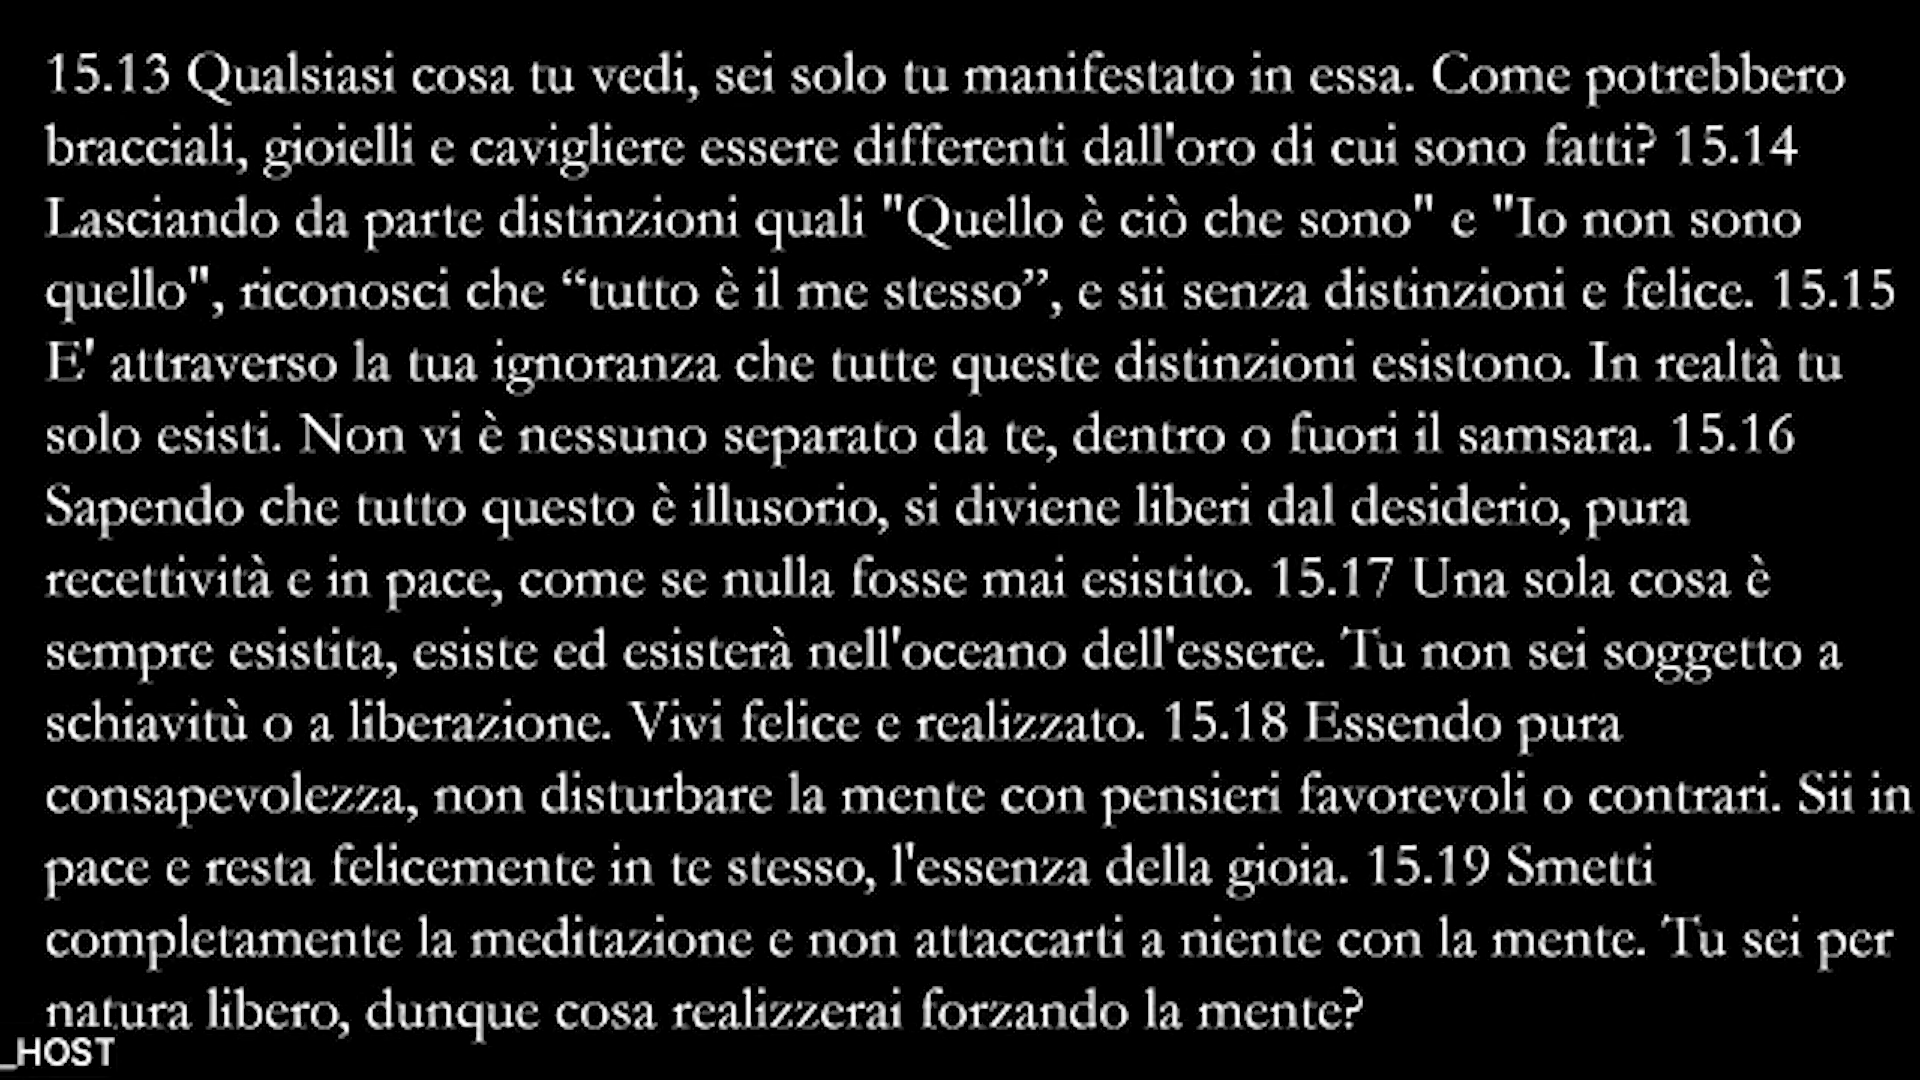 15.13 Qualsiasi cosa tu vedi, sei solo tu manifestato in essa. Come potrebbero
bracciali, gioielli e cavigliere essere differenti dall'oro di cui sono fatti? 15.14
Lasciando da parte distinzioni quali "Quello è ciò che sono" e "Io non sono
quello", riconosci che “tutto è il me stesso”, e sii senza distinzioni e felice. 15.15
E' attraverso la tua ignoranza che tutte queste distinzioni esistono. In realtà tu
solo esisti. Non vi è nessuno separato da te, dentro o fuori il samsara. 15.16
Sapendo che tutto questo è illusorio, si diviene liberi dal desiderio, pura
recettività e in pace, come se nulla fosse mai esistito. 15.17 Una sola cosa è
sempre esistita, esiste ed esisterà nell'oceano dell'essere. Tu non sei soggetto a
schiavitù o a liberazione. Vivi felice e realizzato. 15.18 Essendo pura
consapevolezza, non disturbare la mente con pensieri favorevoli o contrari. Sii in
pace e resta felicemente in te stesso, l'essenza della gioia. 15.19 Smetti
completamente la meditazione e non attaccarti a niente con la mente. Tu sei per
natura libero, dunque cosa realizzerai forzando la mente?
_HOST